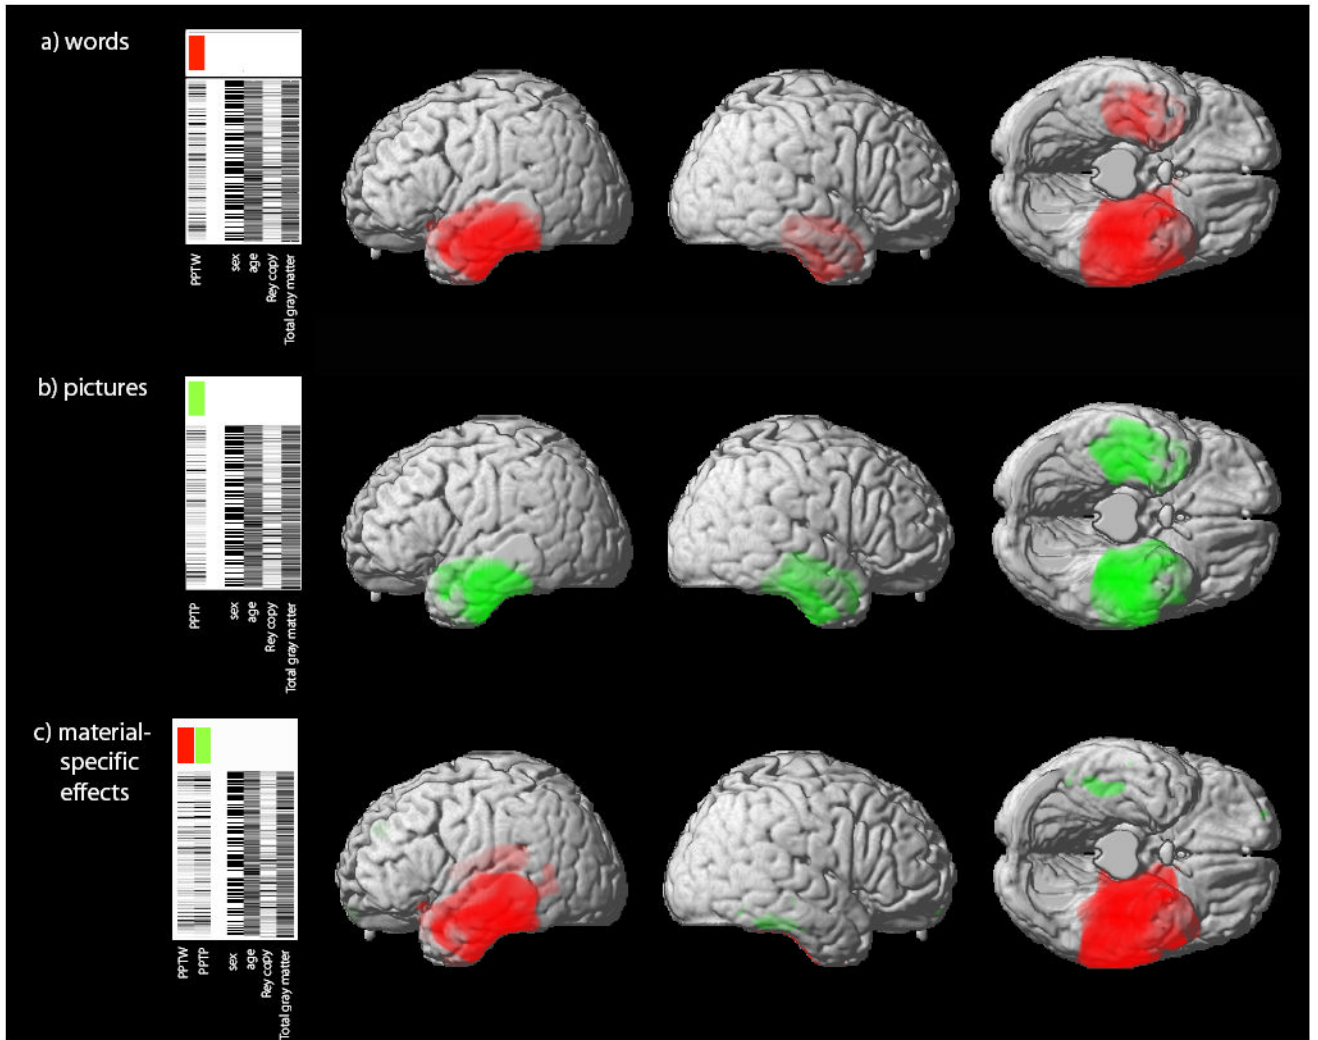 a) words
PPTW
sex
age
Rey copy
Total gray matter
b) pictures
PPTP
sex
age
Rey copy
Total gray matter
c) material-
specific
effects
PPTW
PPTP
sex
age
Rey copy
Total gray matter